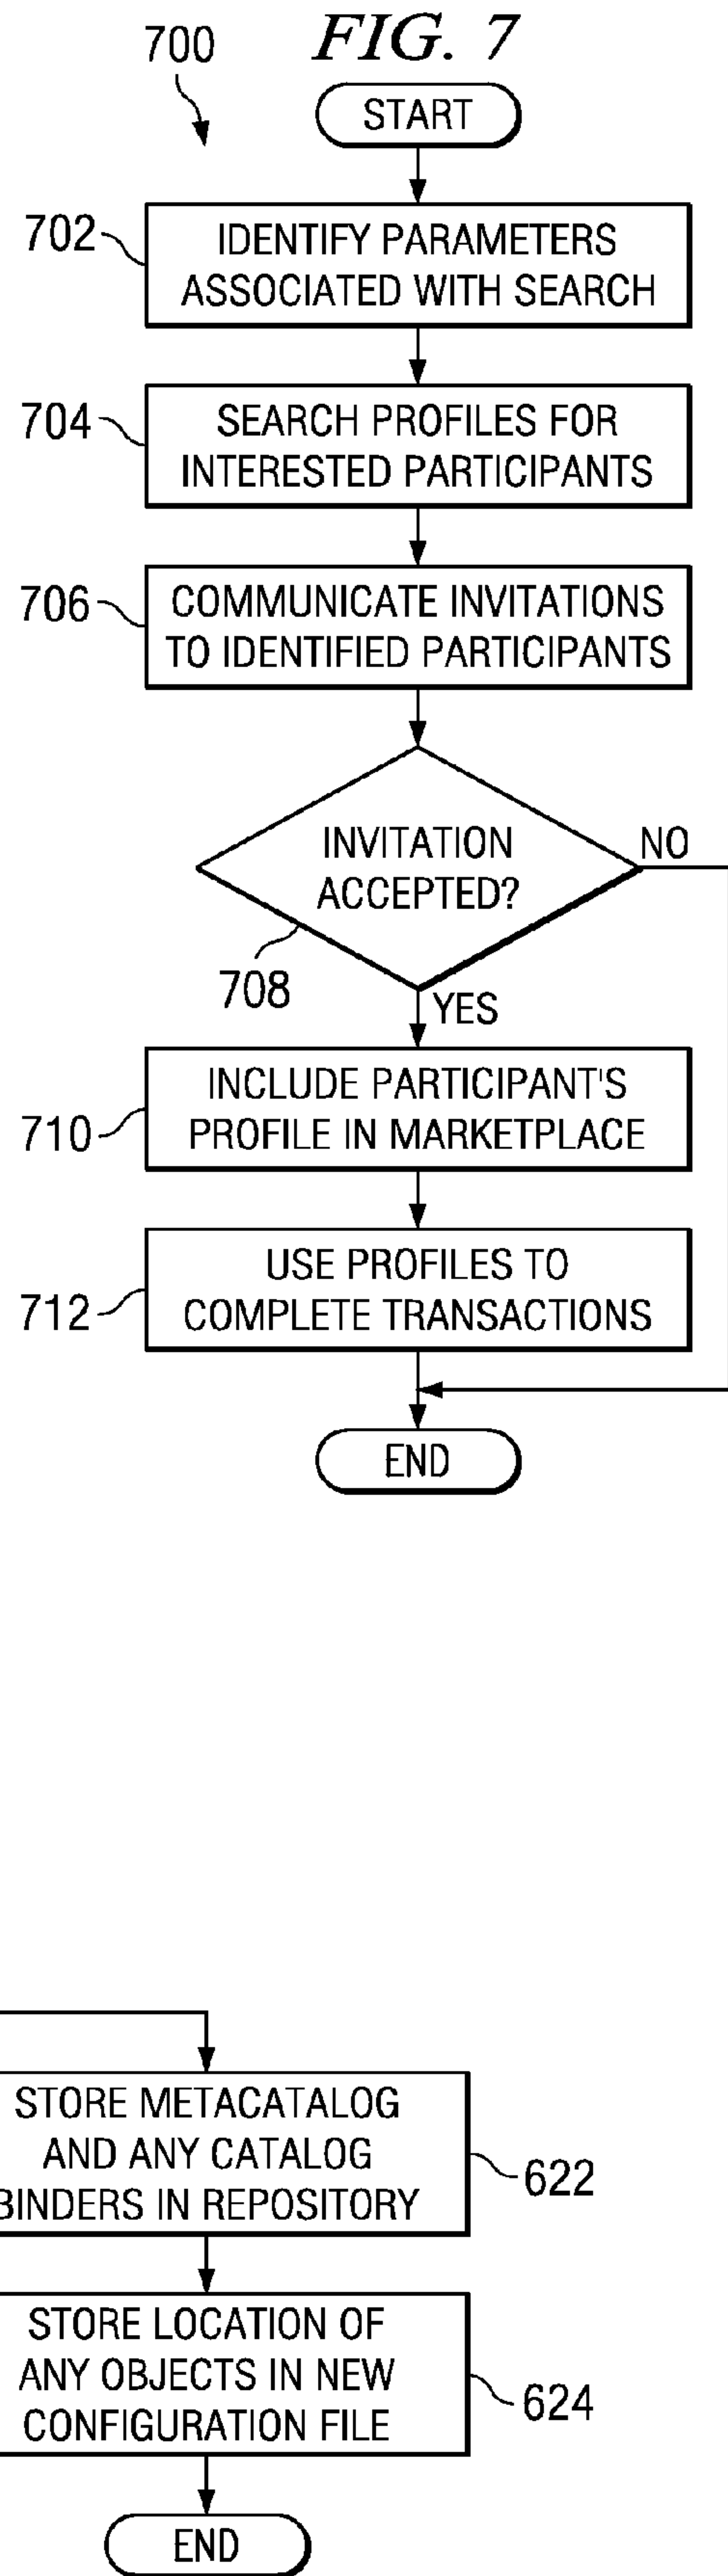 FIG. 7
700
START
702
IDENTIFY PARAMETERS
ASSOCIATED WITH SEARCH
704
SEARCH PROFILES FOR
INTERESTED PARTICIPANTS
706
COMMUNICATE INVITATIONS
TO IDENTIFIED PARTICIPANTS
INVITATION
ACCEPTED?
NO
708
YES
710
INCLUDE PARTICIPANT'S
PROFILE IN MARKETPLACE
712
USE PROFILES TO
COMPLETE TRANSACTIONS
END
STORE METACATALOG
AND ANY CATALOG
BINDERS IN REPOSITORY
622
STORE LOCATION OF
ANY OBJECTS IN NEW
CONFIGURATION FILE
624
END